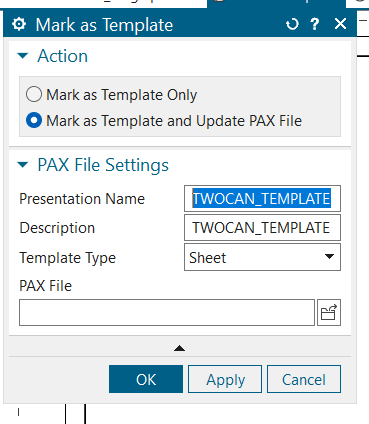 Mark as Template
Action
Mark as Template Only
Mark as Template and Update PAX File
PAX File Settings
Presentation Name TWOCAN_TEMPLATE
Description TWOCAN_TEMPLATE
Template Type Sheet
PAX File
OK Apply Cancel